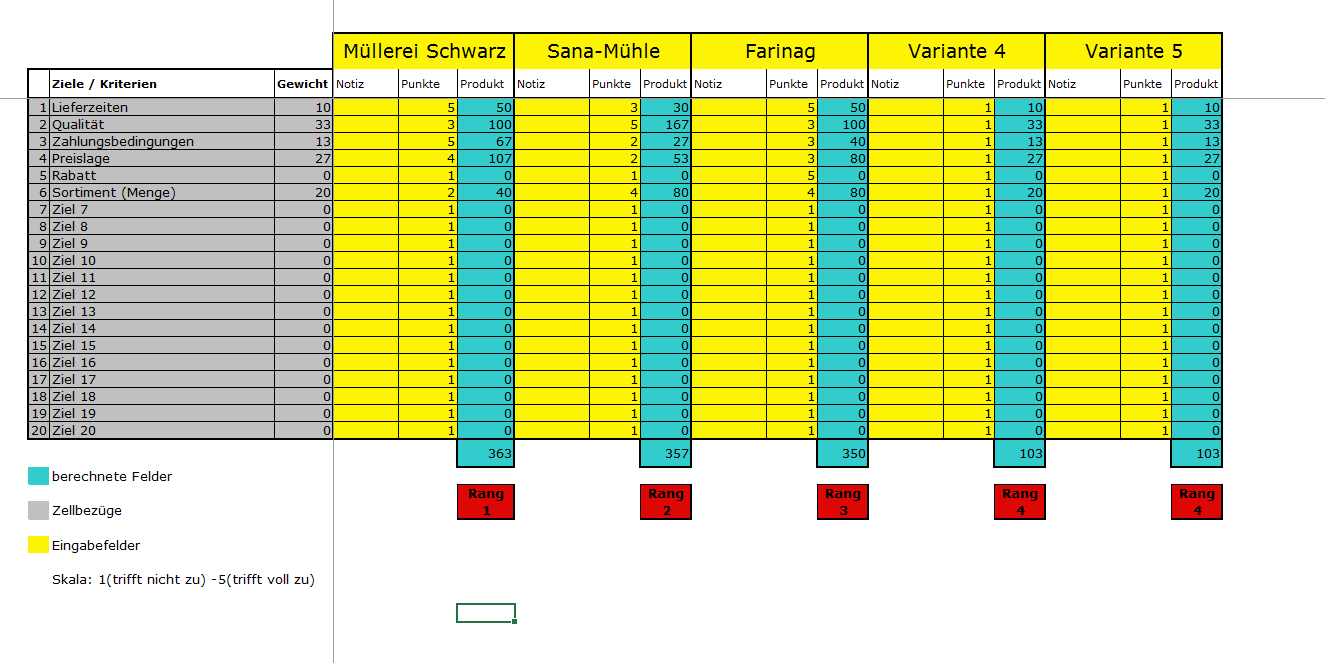 Müllerei Schwarz Sana-Mühle Farinag Variante 4 Variante 5
Ziele / Kriterien Gewicht Notiz Punkte Produkt Notiz Punkte Produkt Notiz Punkte Produkt Notiz Punkte Produkt Notiz Punkte Produkt
1 Lieferzeiten 10 5 50 3 30 5 50 1 10 1 10
2 Qualität 33 3 100 5 167 3 100 1 33 1 33
3 Zahlungsbedingungen 13 5 67 2 27 3 40 1 13 1 13
4 Preislage 27 4 107 2 53 3 80 1 27 1 27
5 Rabatt 0 1 0 1 0 5 0 1 0 1 0
6 Sortiment (Menge) 20 2 40 4 80 4 80 1 20 1 20
7 Ziel 7 0 1 0 1 0 1 0 1 0 1 0
8 Ziel 8 0 1 0 1 0 1 0 1 0 1 0
9 Ziel 9 0 1 0 1 0 1 0 1 0 1 0
10 Ziel 10 0 1 0 1 0 1 0 1 0 1 0
11 Ziel 11 0 1 0 1 0 1 0 1 0 1 0
12 Ziel 12 0 1 0 1 0 1 0 1 0 1 0
13 Ziel 13 0 1 0 1 0 1 0 1 0 1 0
14 Ziel 14 0 1 0 1 0 1 0 1 0 1 0
15 Ziel 15 0 1 0 1 0 1 0 1 0 1 0
16 Ziel 16 0 1 0 1 0 1 0 1 0 1 0
17 Ziel 17 0 1 0 1 0 1 0 1 0 1 0
18 Ziel 18 0 1 0 1 0 1 0 1 0 1 0
19 Ziel 19 0 1 0 1 0 1 0 1 0 1 0
20 Ziel 20 0 1 0 1 0 1 0 1 0 1 0
363 357 350 103 103
berechnete Felder
Rang Rang Rang Rang Rang
1 2 3 4 4
Zellbezüge
Eingabefelder
Skala: 1(trifft nicht zu) -5(trifft voll zu)